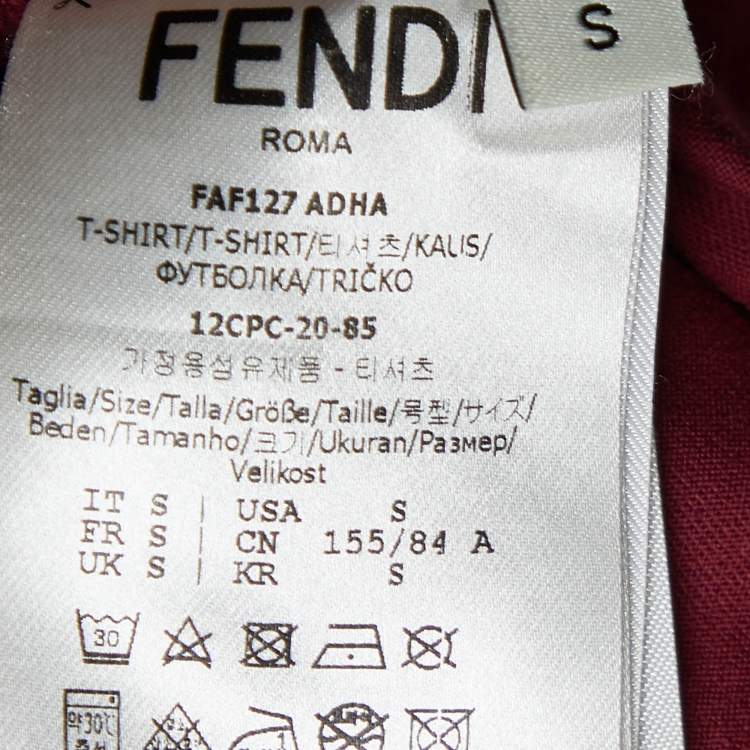 S
FENDI
ROMA
FAF127 ADHA
T-SHIRT/T-SHIRT/티셔츠/KAUS/
ФУТБОЛКА/TRIČKO
12CPC-20-85
가정용섬유제품 - 티셔츠
Taglia/Size/Talla/Größe/Taille/号型/サイズ/
Beden/Tamanho/크기/Ukuran/Размер/
Velikost
IT S | USA S
FR S | CN 155/84 A
UK S | KR S
30
약30℃